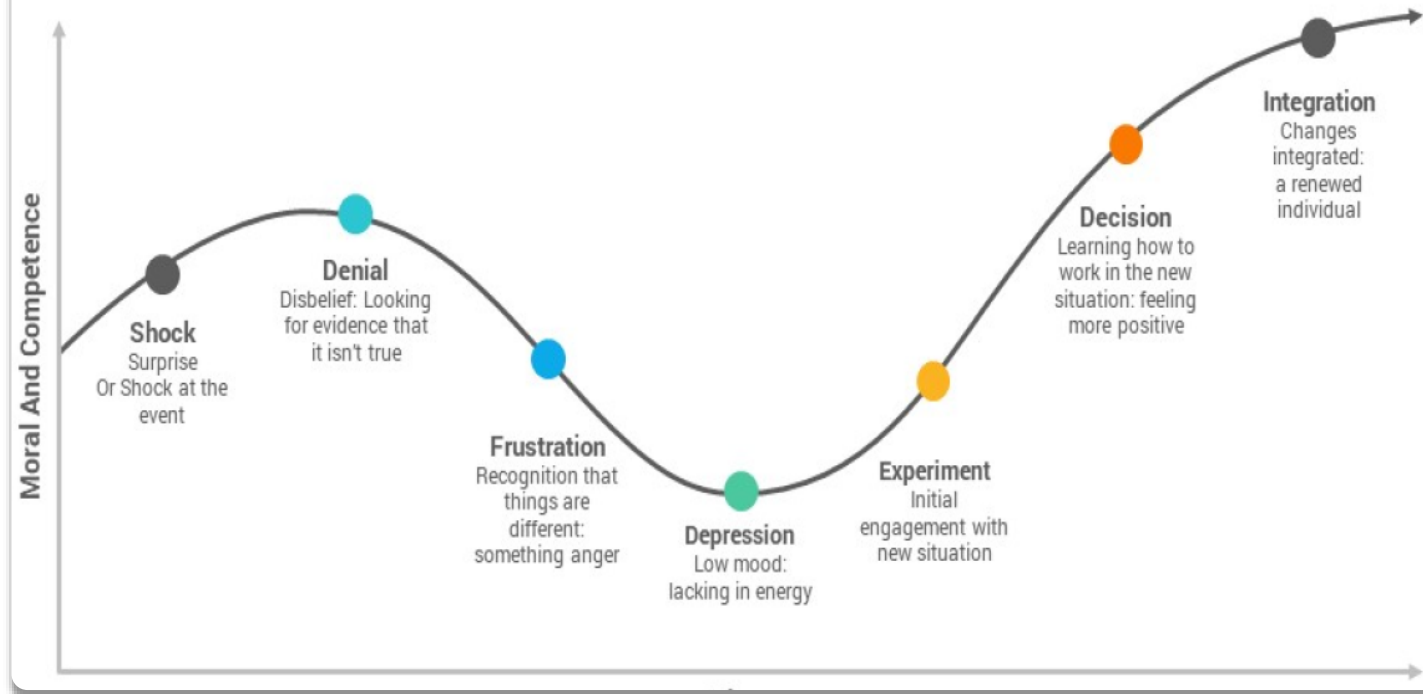 Moral And Competence
Shock
Surprise
Or Shock at the
event
Denial
Disbelief: Looking
for evidence that
it isn't true
Frustration
Recognition that
things are
different:
something anger
Depression
Low mood:
lacking in energy
Experiment
Initial
engagement with
new situation
Decision
Learning how to
work in the new
situation: feeling
more positive
Integration
Changes
integrated:
a renewed
individual